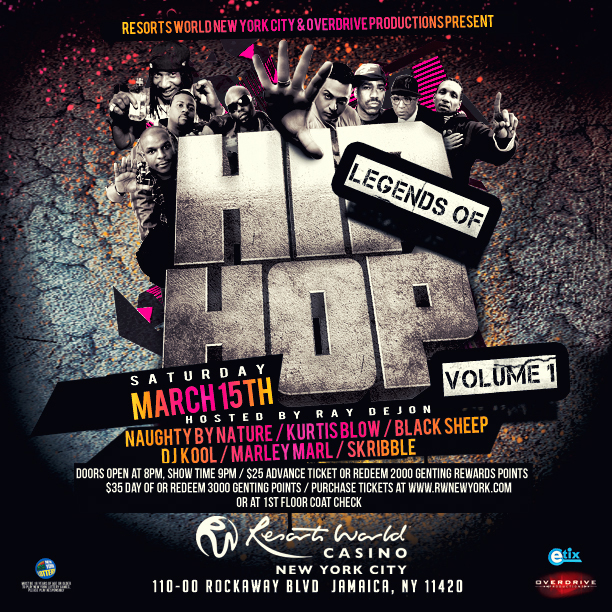 RESORTS WORLD NEW YORK CITY & OVERDRIVE PRODUCTIONS PRESENT
LEGENDS OF
HIP
HOP
VOLUME 1
SATURDAY
MARCH 15TH
HOSTED BY RAY DEJON
NAUGHTY BY NATURE / KURTIS BLOW / BLACK SHEEP
DJ KOOL / MARLEY MARL / SKRIBBLE
DOORS OPEN AT 8PM, SHOW TIME 9PM / $25 ADVANCE TICKET OR REDEEM 2000 GENTING REWARDS POINTS
$35 DAY OF OR REDEEM 3000 GENTING POINTS / PURCHASE TICKETS AT WWW.RWNEWYORK.COM
OR AT 1ST FLOOR COAT CHECK
Resorts World
CASINO
NEW YORK CITY
110-00 ROCKAWAY BLVD JAMAICA, NY 11420
etix
OVERDRIVE